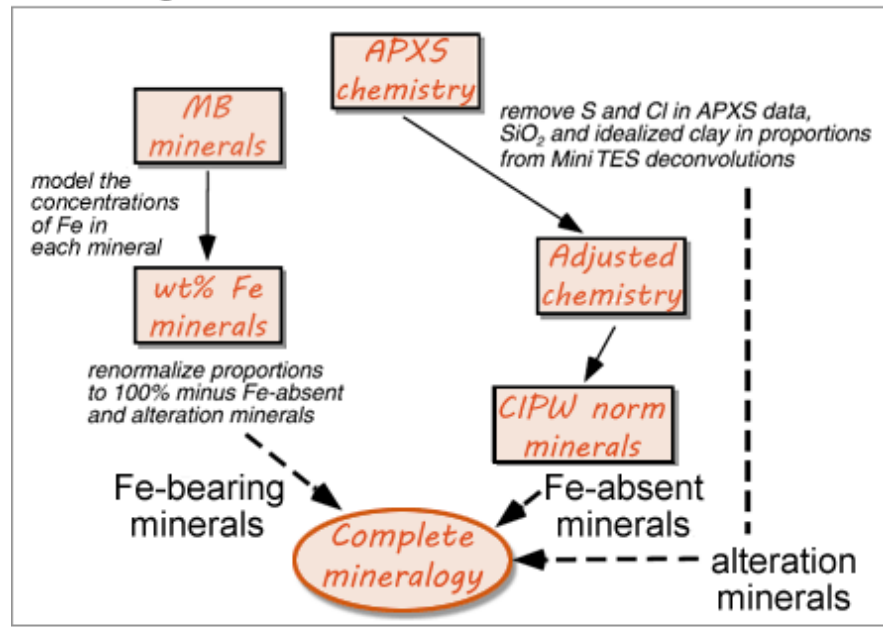 APXS
chemistry
MB
minerals
remove S and Cl in APXS data,
SiO₂ and idealized clay in proportions
from Mini TES deconvolutions
model the
concentrations
of Fe in
each mineral
Adjusted
chemistry
wt% Fe
minerals
renormalize proportions
to 100% minus Fe-absent
and alteration minerals
CIPW norm
minerals
Fe-bearing
minerals
Fe-absent
minerals
Complete
mineralogy
alteration
minerals